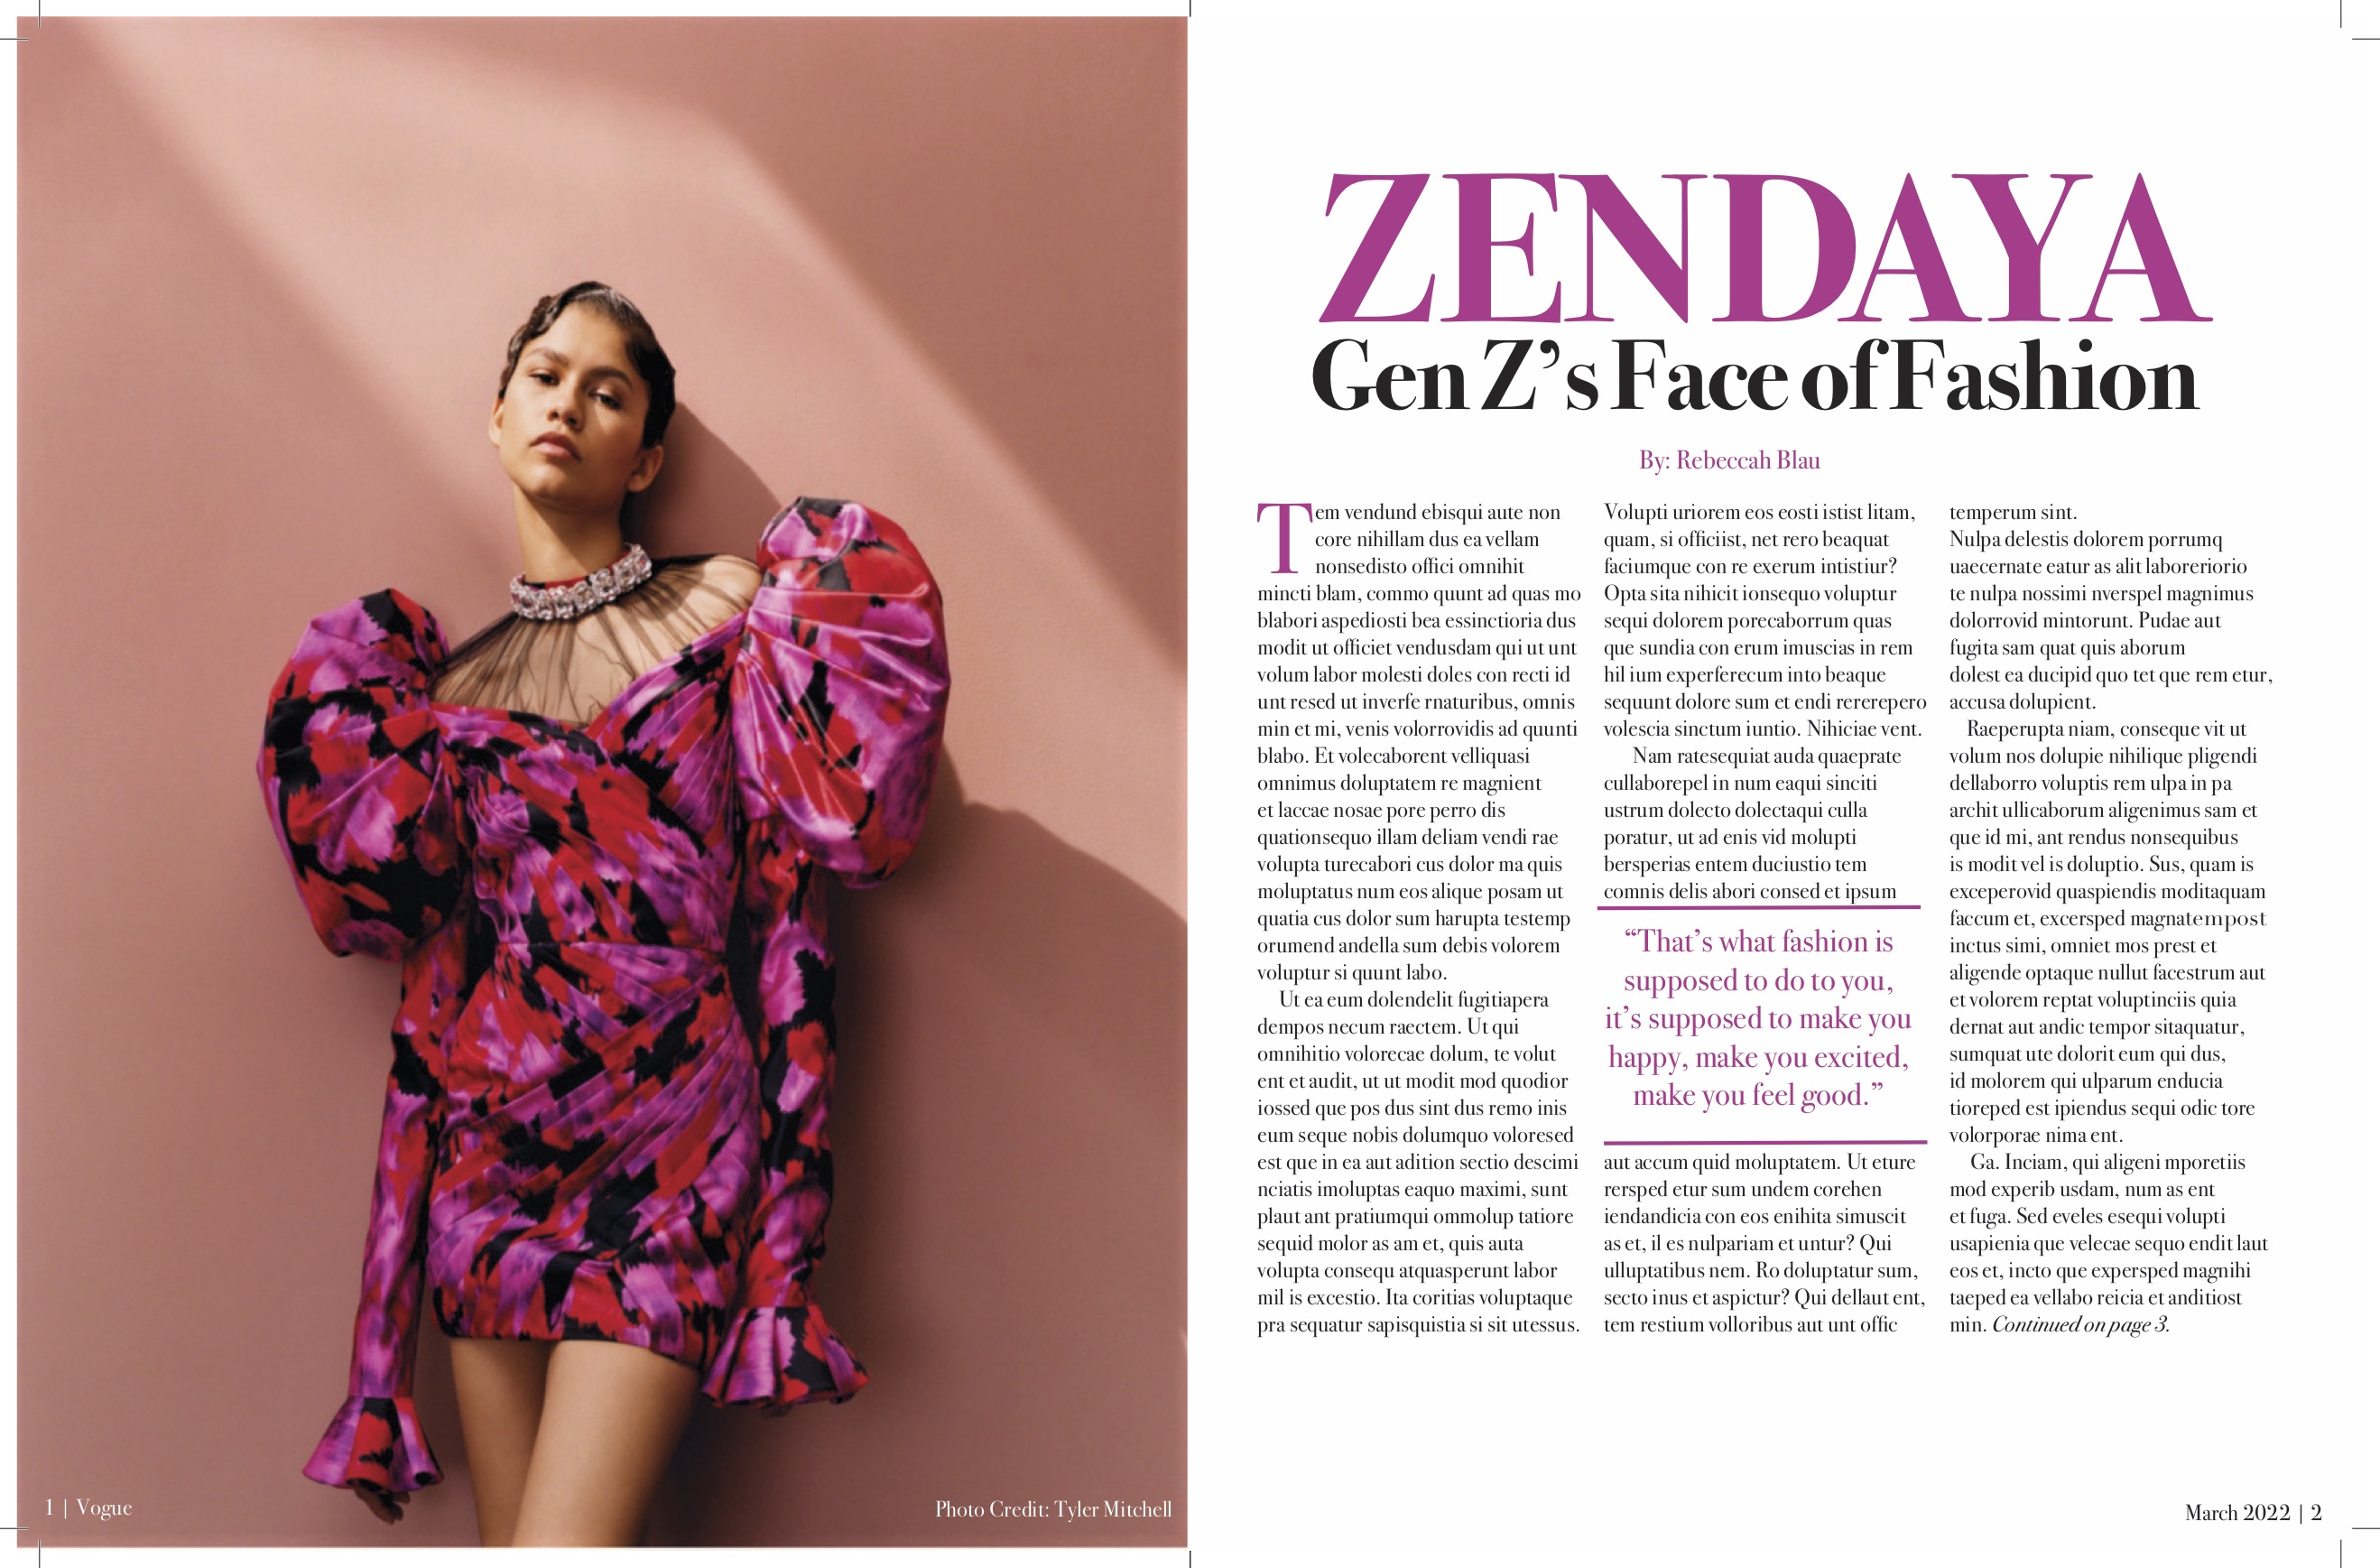 1 | Vogue
Photo Credit: Tyler Mitchell
ZENDAYA
Gen Z’s Face of Fashion
By: Rebeccah Blau
Tem vendund ebisqui aute non
core nihillam dus ea vellam
nonsedisto offici omnihit
mincti blam, commo quunt ad quas mo
blabori aspediosti bea essinctioria dus
modit ut officiet vendusdam qui ut unt
volum labor molesti doles con recti id
unt resed ut inverfe rnaturibus, omnis
min et mi, venis volorrovidis ad quunti
blabo. Et volecaborent velliquasi
omnimus doluptatem re magnient
et laccae nosae pore perro dis
quationsequo illam deliam vendi rae
volupta turecabori cus dolor ma quis
moluptatus num eos alique posam ut
quatia cus dolor sum harupta testemp
orumend andella sum debis volorem
voluptur si quunt labo.
Ut ea eum dolendelit fugitiapera
dempos necum raectem. Ut qui
omnihitio volorecae dolum, te volut
ent et audit, ut ut modit mod quodior
iossed que pos dus sint dus remo inis
eum seque nobis dolumquo voloresed
est que in ea aut adition sectio descimi
nciatis imoluptas eaquo maximi, sunt
plaut ant pratiumqui ommolup tatiore
sequid molor as am et, quis auta
volupta consequ atquasperunt labor
mil is excestio. Ita coritias voluptaque
pra sequatur sapisquistia si sit utessus.
Volupti uriorem eos eosti istist litam,
quam, si officiist, net rero beaquat
faciumque con re exerum intistiur?
Opta sita nihicit ionsequo voluptur
sequi dolorem porecaborrum quas
que sundia con erum imuscias in rem
hil ium experferecum into beaque
sequunt dolore sum et endi rererepero
volescia sinctum iuntio. Nihiciae vent.
Nam ratesequiat auda quaeprate
cullaborepel in num eaqui sinciti
ustrum dolecto dolectaqui culla
poratur, ut ad enis vid molupti
bersperias entem duciustio tem
comnis delis abori consed et ipsum
“That’s what fashion is
supposed to do to you,
it’s supposed to make you
happy, make you excited,
make you feel good.”
aut accum quid moluptatem. Ut eture
rersped etur sum undem corehen
iendandicia con eos enihita simuscit
as et, il es nulpariam et untur? Qui
ulluptatibus nem. Ro doluptatur sum,
secto inus et aspictur? Qui dellaut ent,
tem restium volloribus aut unt offic
temperum sint.
Nulpa delestis dolorem porrumq
uaecernate eatur as alit laboreriorio
te nulpa nossimi nverspel magnimus
dolorrovid mintorunt. Pudae aut
fugita sam quat quis aborum
dolest ea ducipid quo tet que rem etur,
accusa dolupient.
Raeperupta niam, conseque vit ut
volum nos dolupie nihilique pligendi
dellaborro voluptis rem ulpa in pa
archit ullicaborum aligenimus sam et
que id mi, ant rendus nonsequibus
is modit vel is doluptio. Sus, quam is
exceperovid quaspiendis moditaquam
faccum et, excersped magnatempost
inctus simi, omniet mos prest et
aligende optaque nullut facestrum aut
et volorem reptat voluptinciis quia
dernat aut andic tempor sitaquatur,
sumquat ute dolorit eum qui dus,
id molorem qui ulparum enducia
tioreped est ipiendus sequi odic tore
volorporae nima ent.
Ga. Inciam, qui aligeni mporetiis
mod experib usdam, num as ent
et fuga. Sed eveles esequi volupti
usapienia que velecae sequo endit laut
eos et, incto que expersped magnihi
taeped ea vellabo reicia et anditiost
min. Continued on page 3.
March 2022 | 2